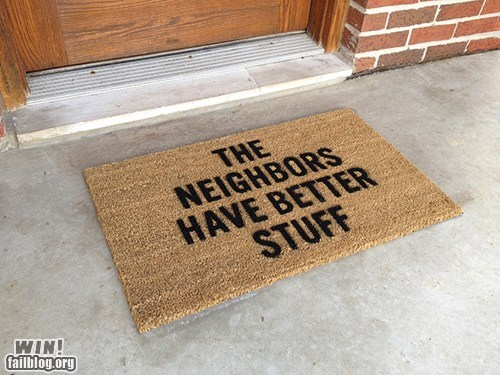 THE
NEIGHBORS
HAVE BETTER
STUFF
WIN!
failblog.org